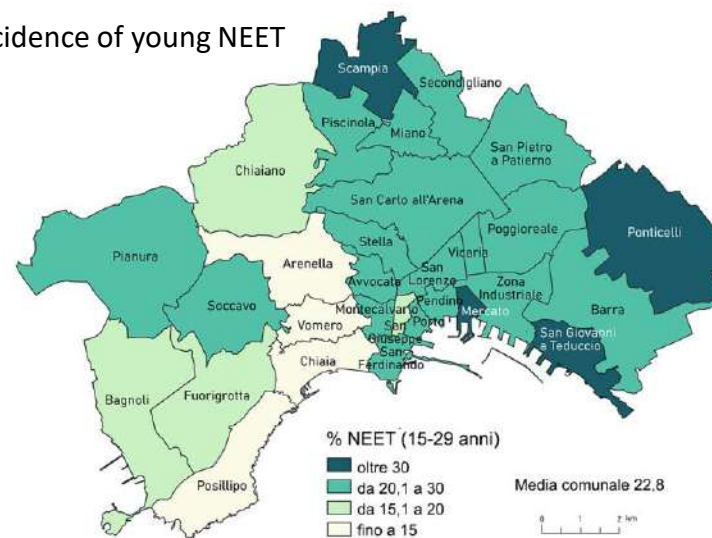 cidence of young NEET
Scampia
Secondigliano
Piscinola
Miano
San Pietro
a Patierno
Chiaiano
San Carlo all'Arena
Ponticelli
Pianura
Stella
Poggioreale
Vicaria
Arenella
San
Lorenzo
Avvocata
Zona
Industriale
Soccavo
Pendino
Barra
Montecalvario
Mercato
Porto
Vomero
San
Giuseppe
San Giovanni
a Teduccio
Chiaia
San
Ferdinando
Bagnoli
Fuorigrotta
Posillipo
% NEET (15-29 anni)
oltre 30
da 20,1 a 30
da 15,1 a 20
fino a 15
Media comunale 22,8
0 1 2 km